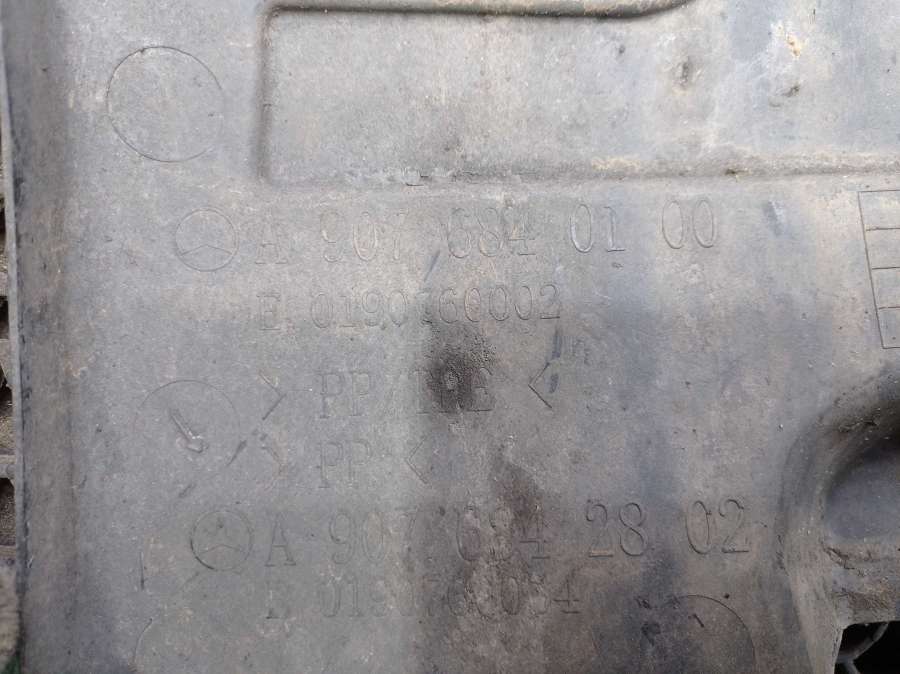 A 907 684 01 00
E 0190760002
> PP/TPE <
> PP <
A 907 684 28 02
E 0190760034